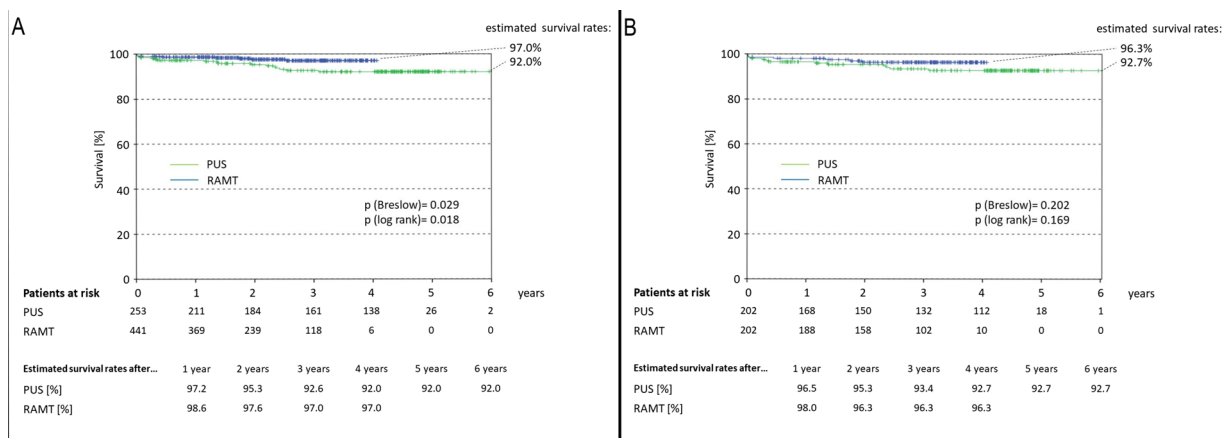 A
estimated survival rates:
97.0%
92.0%
100
80
60
40
20
0
Survival [%]
PUS
RAMT
p (Breslow)= 0.029
p (log rank)= 0.018
0 1 2 3 4 5 6 years
Patients at risk
PUS 253 211 184 161 138 26 2
RAMT 441 369 239 118 6 0 0
Estimated survival rates after... 1 year 2 years 3 years 4 years 5 years 6 years
PUS [%] 97.2 95.3 92.6 92.0 92.0 92.0
RAMT [%] 98.6 97.6 97.0 97.0
B
estimated survival rates:
96.3%
92.7%
100
80
60
40
20
0
Survival [%]
PUS
RAMT
p (Breslow)= 0.202
p (log rank)= 0.169
0 1 2 3 4 5 6 years
Patients at risk
PUS 202 168 150 132 112 18 1
RAMT 202 188 158 102 10 0 0
Estimated survival rates after... 1 year 2 years 3 years 4 years 5 years 6 years
PUS [%] 96.5 95.3 93.4 92.7 92.7 92.7
RAMT [%] 98.0 96.3 96.3 96.3